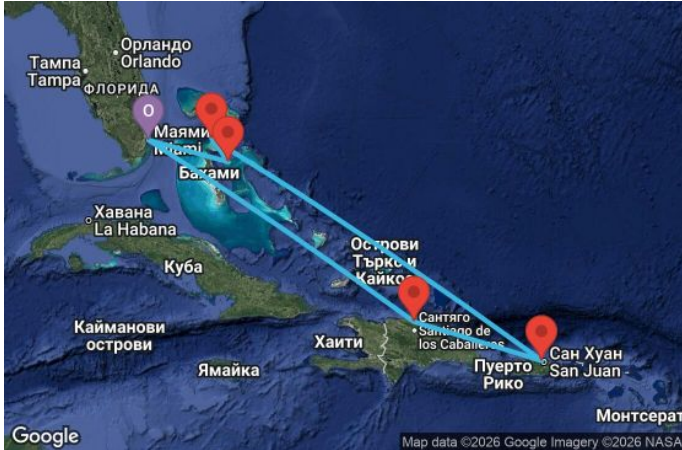 Орландо
Orlando
Тампа
Tampa
ФЛОРИДА
O
Маями
Miami
Бахами
Хавана
La Habana
Куба
Острови
Търкс и
Кайкос
Кайманови
острови
Ямайка
Хаити
Сантяго
Santiago de
los Caballeros
Пуерто
Рико
Сан Хуан
San Juan
Монтсерат
Google
Map data ©2026 Google Imagery ©2026 NASA